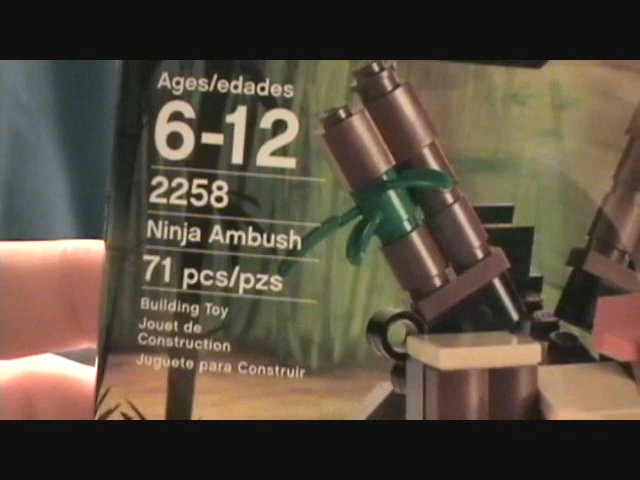 Ages/edades
6-12
2258
Ninja Ambush
71 pcs/pzs
Building Toy
Jouet de
Construction
Juguete para Construir